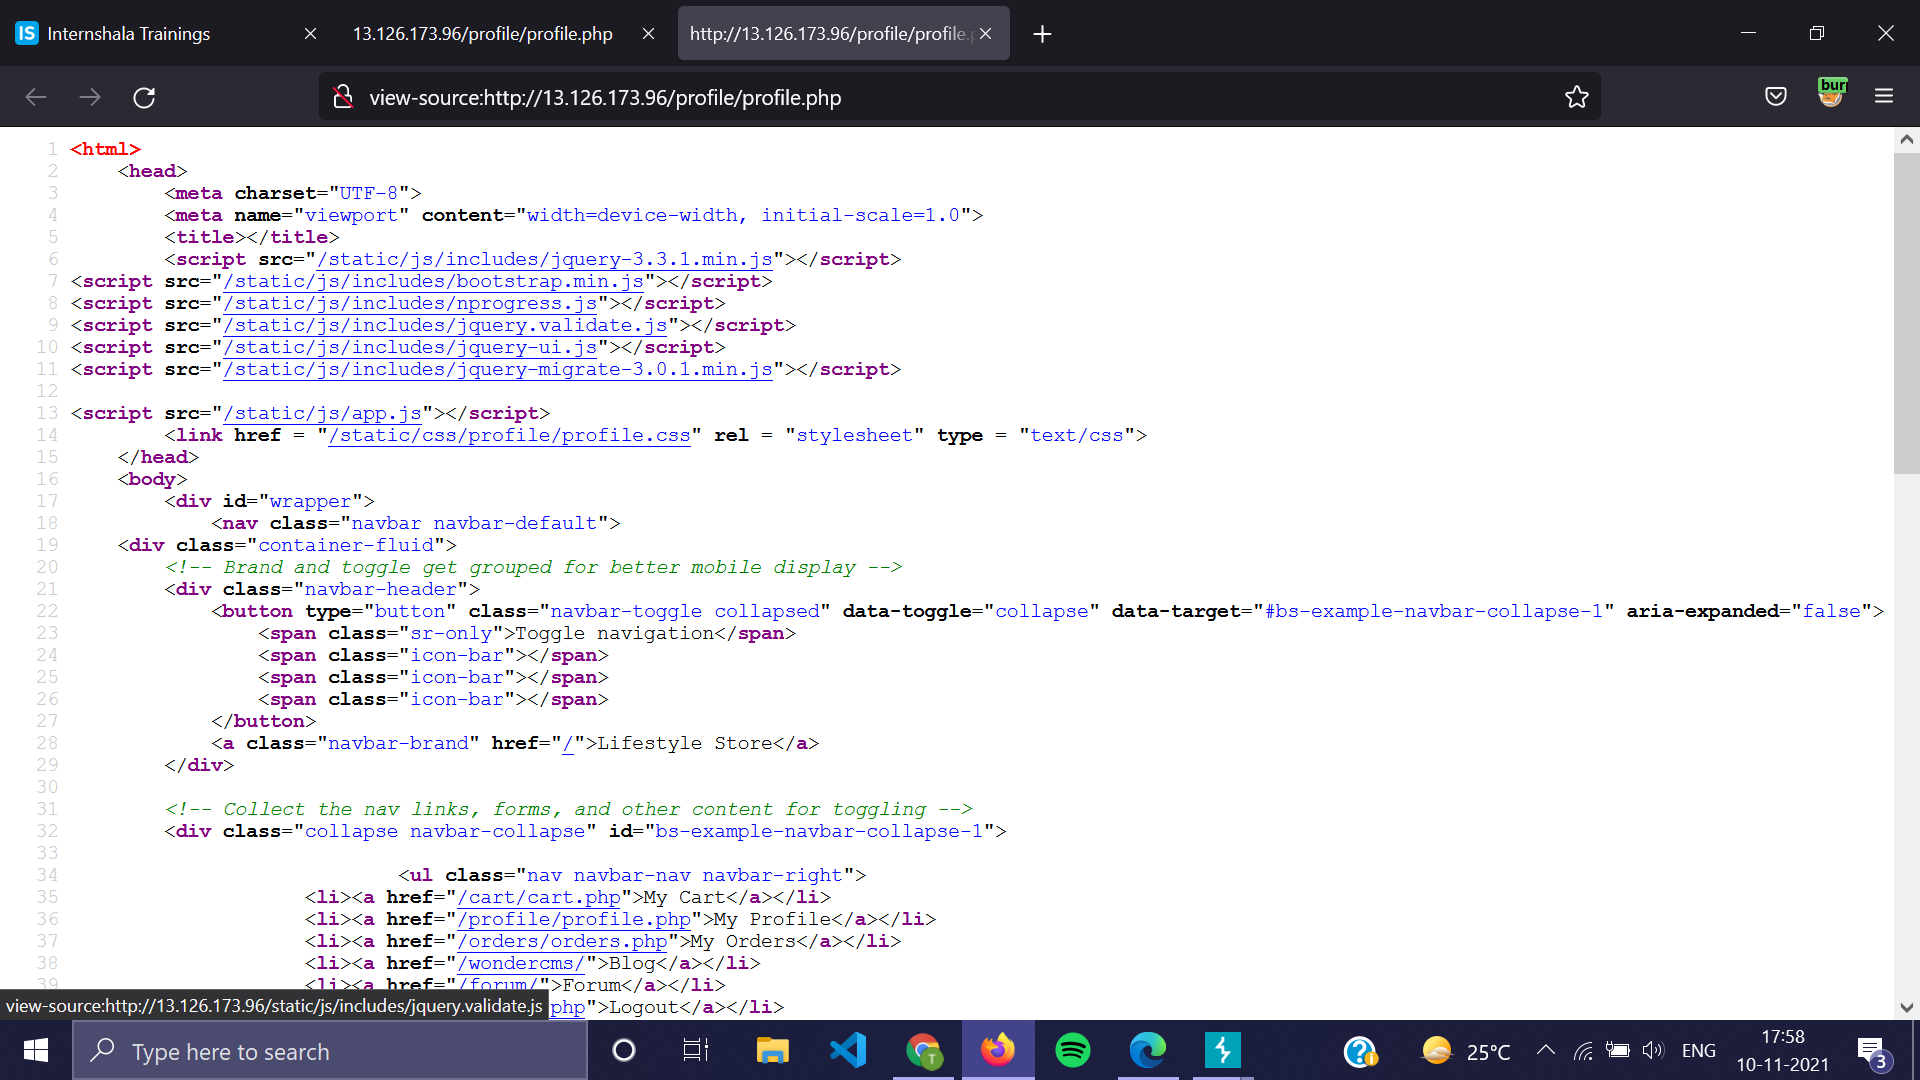 IS Internshala Trainings
13.126.173.96/profile/profile.php
http://13.126.173.96/profile/profile.p
view-source:http://13.126.173.96/profile/profile.php
bur
1 <html>
2 <head>
3 <meta charset="UTF-8">
4 <meta name="viewport" content="width=device-width, initial-scale=1.0">
5 <title></title>
6 <script src="/static/js/includes/jquery-3.3.1.min.js"></script>
7 <script src="/static/js/includes/bootstrap.min.js"></script>
8 <script src="/static/js/includes/nprogress.js"></script>
9 <script src="/static/js/includes/jquery.validate.js"></script>
10 <script src="/static/js/includes/jquery-ui.js"></script>
11 <script src="/static/js/includes/jquery-migrate-3.0.1.min.js"></script>
12
13 <script src="/static/js/app.js"></script>
14 <link href = "/static/css/profile/profile.css" rel = "stylesheet" type = "text/css">
15 </head>
16 <body>
17 <div id="wrapper">
18 <nav class="navbar navbar-default">
19 <div class="container-fluid">
20 <!-- Brand and toggle get grouped for better mobile display -->
21 <div class="navbar-header">
22 <button type="button" class="navbar-toggle collapsed" data-toggle="collapse" data-target="#bs-example-navbar-collapse-1" aria-expanded="false">
23 <span class="sr-only">Toggle navigation</span>
24 <span class="icon-bar"></span>
25 <span class="icon-bar"></span>
26 <span class="icon-bar"></span>
27 </button>
28 <a class="navbar-brand" href="/">Lifestyle Store</a>
29 </div>
30
31 <!-- Collect the nav links, forms, and other content for toggling -->
32 <div class="collapse navbar-collapse" id="bs-example-navbar-collapse-1">
33
34 <ul class="nav navbar-nav navbar-right">
35 <li><a href="/cart/cart.php">My Cart</a></li>
36 <li><a href="/profile/profile.php">My Profile</a></li>
37 <li><a href="/orders/orders.php">My Orders</a></li>
38 <li><a href="/wondercms/">Blog</a></li>
39 <li><a href="/forum/">Forum</a></li>
php">Logout</a></li>
view-source:http://13.126.173.96/static/js/includes/jquery.validate.js
Type here to search
T
25°C
ENG
17:58
10-11-2021
3